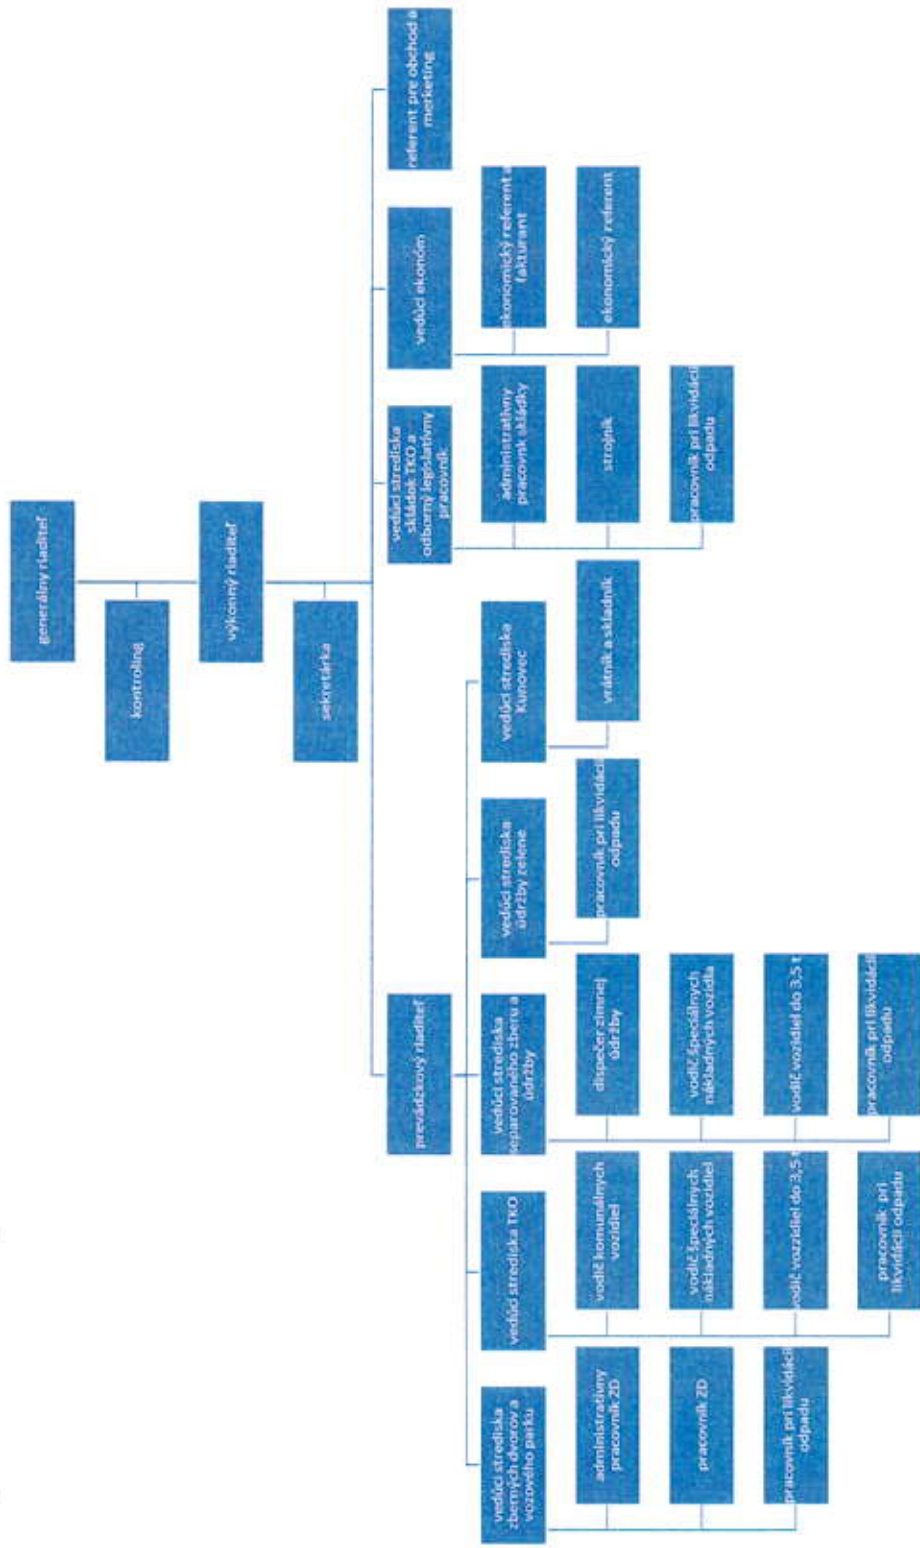 generálny riaditeľ
kontroling
výkonný riaditeľ
sekretárka
prevádzkový riaditeľ
vedúci strediska
skládok TKO a
odborný legislatívny
pracovník
vedúci ekonóm
referent pre obchod a
merketing
vedúci strediska
zberných dvorov a
vozového parku
vedúci strediska TKO
vedúci strediska
separovaného zberu a
údržby
vedúci strediska
údržby zelene
vedúci strediska
Kunovec
administratívny
pracovník ZD
pracovník ZD
pracovník pri likvidácii
odpadu
vodič komunálnych
vozidiel
vodič špeciálnych
nákladných vozidiel
vodič vozzidiel do 3,5 t
pracovník pri
likvidácii odpadu
dispečer zimnej
údržby
vodič špeciálnych
nákladných vozidla
vodič vozidiel do 3,5 t
pracovník pri likvidácii
odpadu
pracovník pri likvidácii
odpadu
vrátnik a skladník
administratívny
pracovnk skládky
strojník
pracovník pri likvidácii
odpadu
ekonomický referent a
fakturant
ekonomický referent